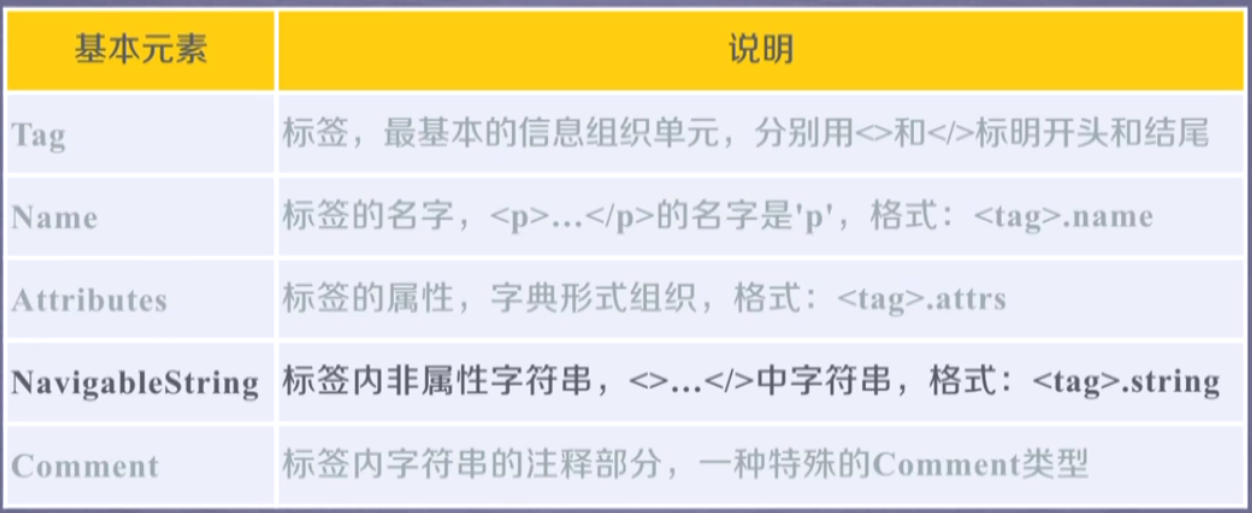 基本元素 说明
Tag 标签，最基本的信息组织单元，分别用<>和</>标明开头和结尾
Name 标签的名字，<p>…</p>的名字是'p'，格式：<tag>.name
Attributes 标签的属性，字典形式组织，格式：<tag>.attrs
NavigableString 标签内非属性字符串，<>…</>中字符串，格式：<tag>.string
Comment 标签内字符串的注释部分，一种特殊的Comment类型